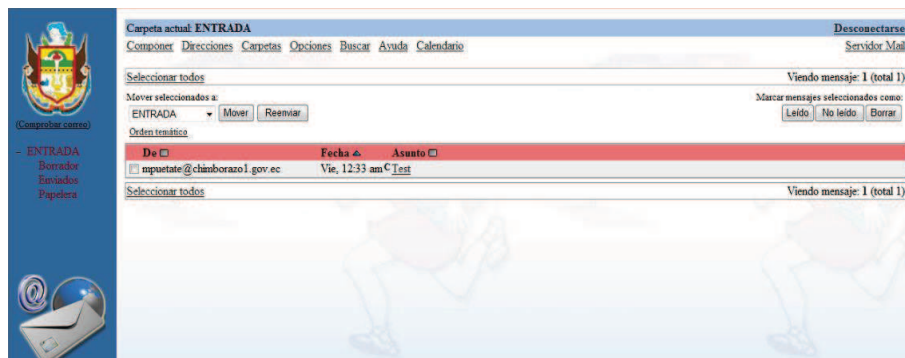 Carpeta actual: ENTRADA Desconectarse
Componer Direcciones Carpetas Opciones Buscar Ayuda Calendario Servidor Mail
Seleccionar todos Viendo mensaje: 1 (total 1)
Mover seleccionados a: Marcar mensajes seleccionados como:
ENTRADA Mover Reenviar Leído No leído Borrar
Orden temático
De Fecha Asunto
mpuetate@chimborazo1.gov.ec Vie, 12:33 am C Test
Seleccionar todos Viendo mensaje: 1 (total 1)
(Comprobar correo)
- ENTRADA
Borrador
Enviados
Papelera
@